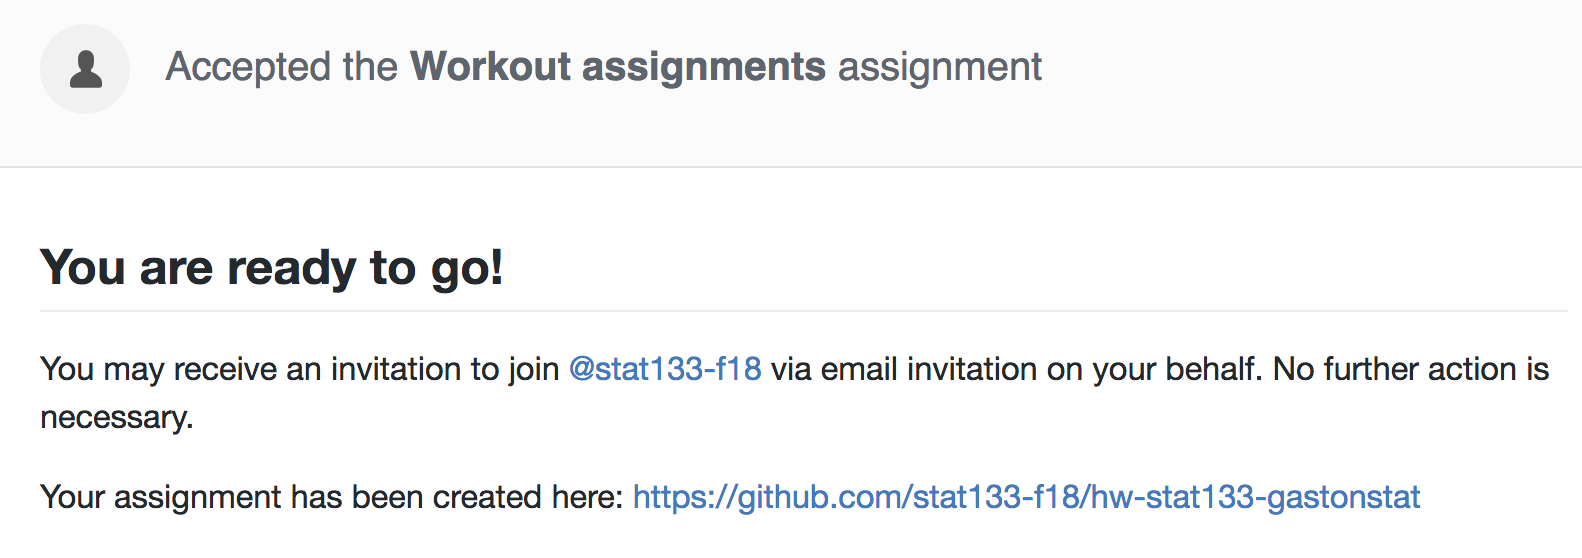 Accepted the Workout assignments assignment
You are ready to go!
You may receive an invitation to join @stat133-f18 via email invitation on your behalf. No further action is
necessary.
Your assignment has been created here: https://github.com/stat133-f18/hw-stat133-gastonstat